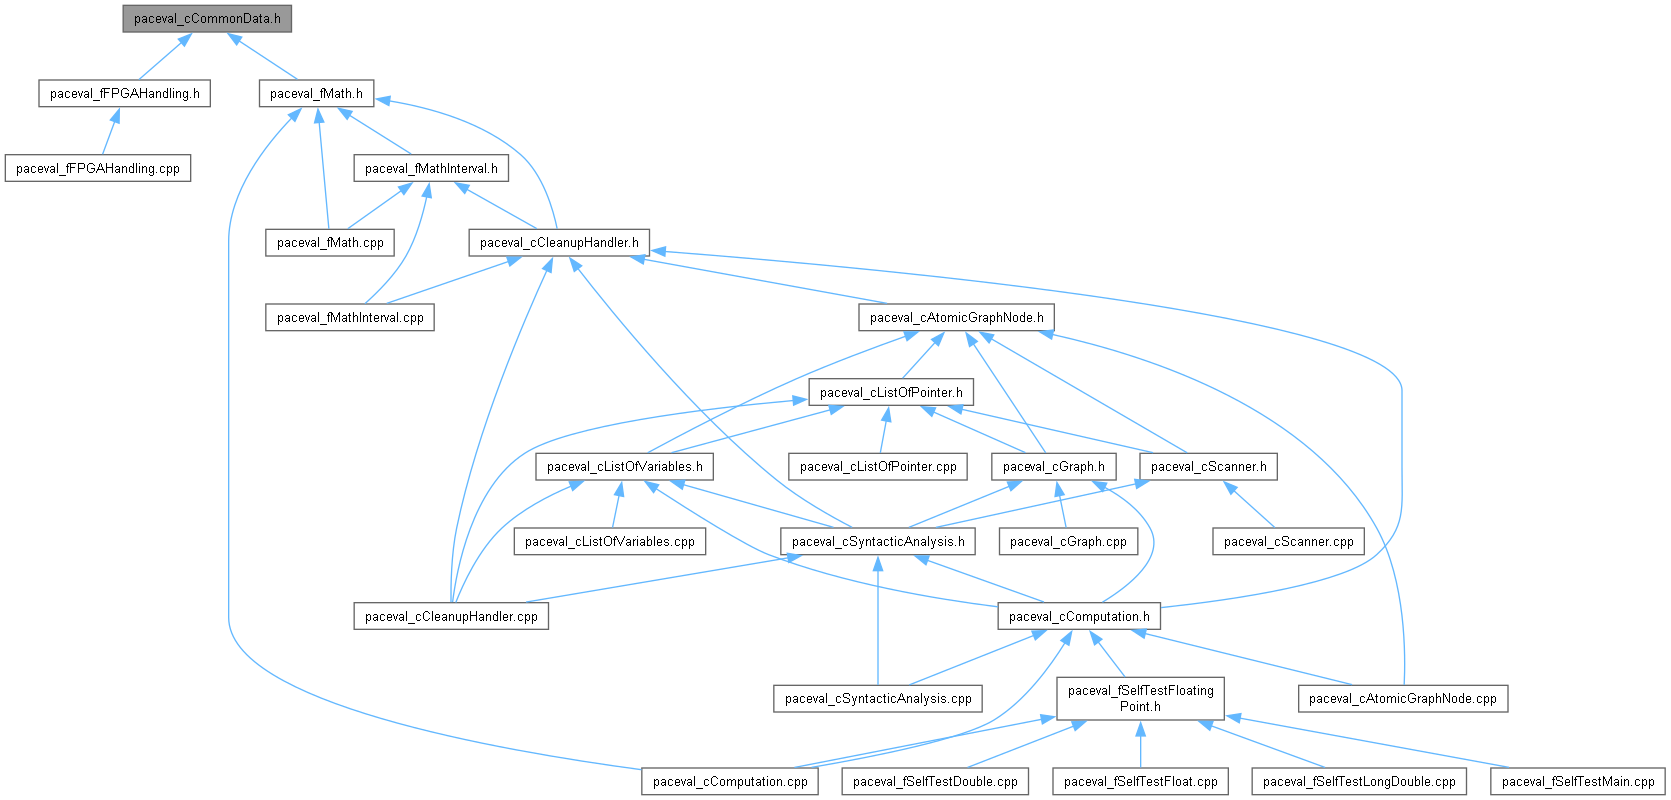 paceval_cCommonData.h
paceval_fFPGAHandling.h
paceval_fMath.h
paceval_fFPGAHandling.cpp
paceval_fMathInterval.h
paceval_fMath.cpp
paceval_cCleanupHandler.h
paceval_fMathInterval.cpp
paceval_cAtomicGraphNode.h
paceval_cListOfPointer.h
paceval_cListOfVariables.h
paceval_cListOfPointer.cpp
paceval_cGraph.h
paceval_cScanner.h
paceval_cListOfVariables.cpp
paceval_cSyntacticAnalysis.h
paceval_cGraph.cpp
paceval_cScanner.cpp
paceval_cCleanupHandler.cpp
paceval_cComputation.h
paceval_cSyntacticAnalysis.cpp
paceval_fSelfTestFloating
Point.h
paceval_cAtomicGraphNode.cpp
paceval_cComputation.cpp
paceval_fSelfTestDouble.cpp
paceval_fSelfTestFloat.cpp
paceval_fSelfTestLongDouble.cpp
paceval_fSelfTestMain.cpp